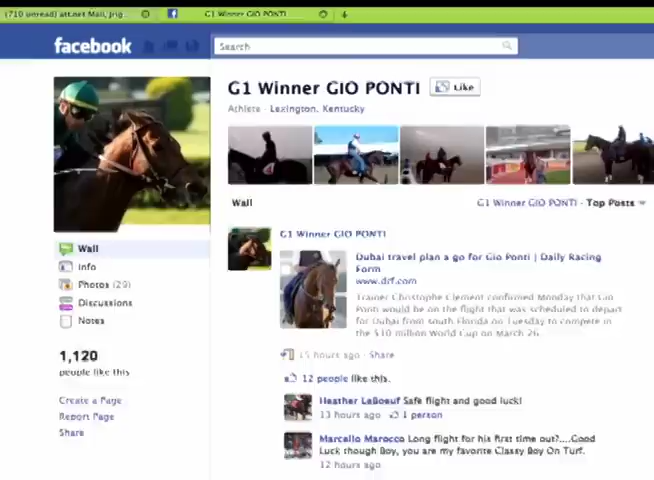 (710 unread) att.net Mail,
G1 Winner GIO PONTI
facebook
Search
G1 Winner GIO PONTI
Like
Athlete · Lexington, Kentucky
Wall
G1 Winner GIO PONTI · Top Posts
Wall
Info
Photos (29)
Discussions
Notes
1,120
people like this
Create a Page
Report Page
Share
G1 Winner GIO PONTI
Dubai travel plan a go for Gio Ponti | Daily Racing
Form
www.drf.com
Trainer Christophe Clement confirmed Monday that Gio
Ponti would be on the flight that was scheduled to depart
for Dubai from south Florida on Tuesday to compete in
the $10 million World Cup on March 26.
15 hours ago · Share
12 people like this.
Heather LaBoeuf Safe flight and good luck!
13 hours ago · 1 person
Marcello Marocco Long flight for his first time out?....Good
Luck though Boy, you are my favorite Classy Boy On Turf.
12 hours ago